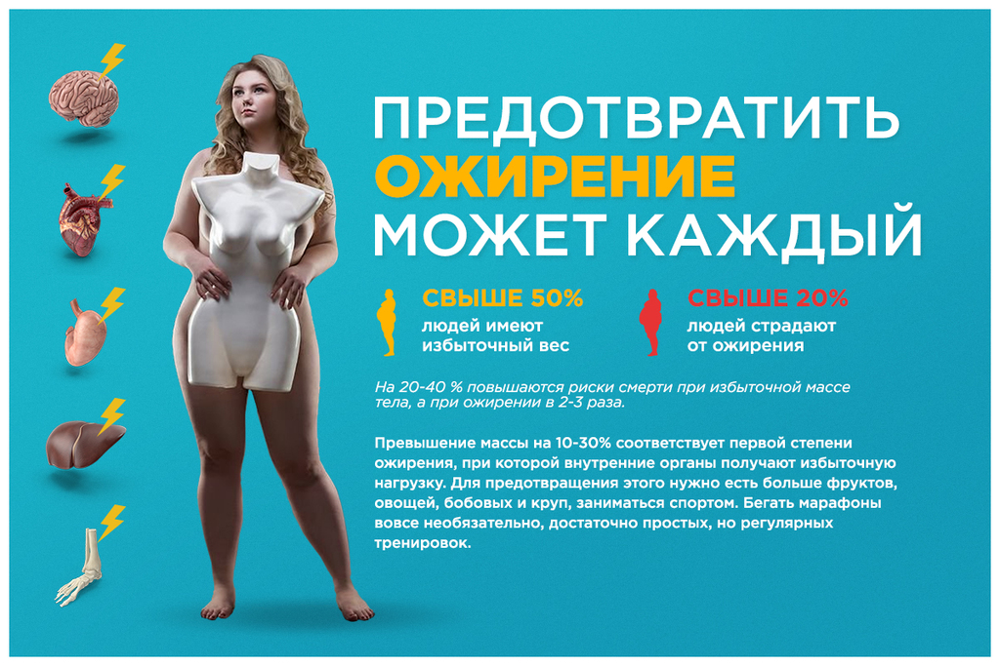 ПРЕДОТВРАТИТЬ
ОЖИРЕНИЕ
МОЖЕТ КАЖДЫЙ
СВЫШЕ 50%
людей имеют
избыточный вес
СВЫШЕ 20%
людей страдают
от ожирения
На 20-40 % повышаются риски смерти при избыточной массе
тела, а при ожирении в 2-3 раза.
Превышение массы на 10-30% соответствует первой степени
ожирения, при которой внутренние органы получают избыточную
нагрузку. Для предотвращения этого нужно есть больше фруктов,
овощей, бобовых и круп, заниматься спортом. Бегать марафоны
вовсе необязательно, достаточно простых, но регулярных
тренировок.